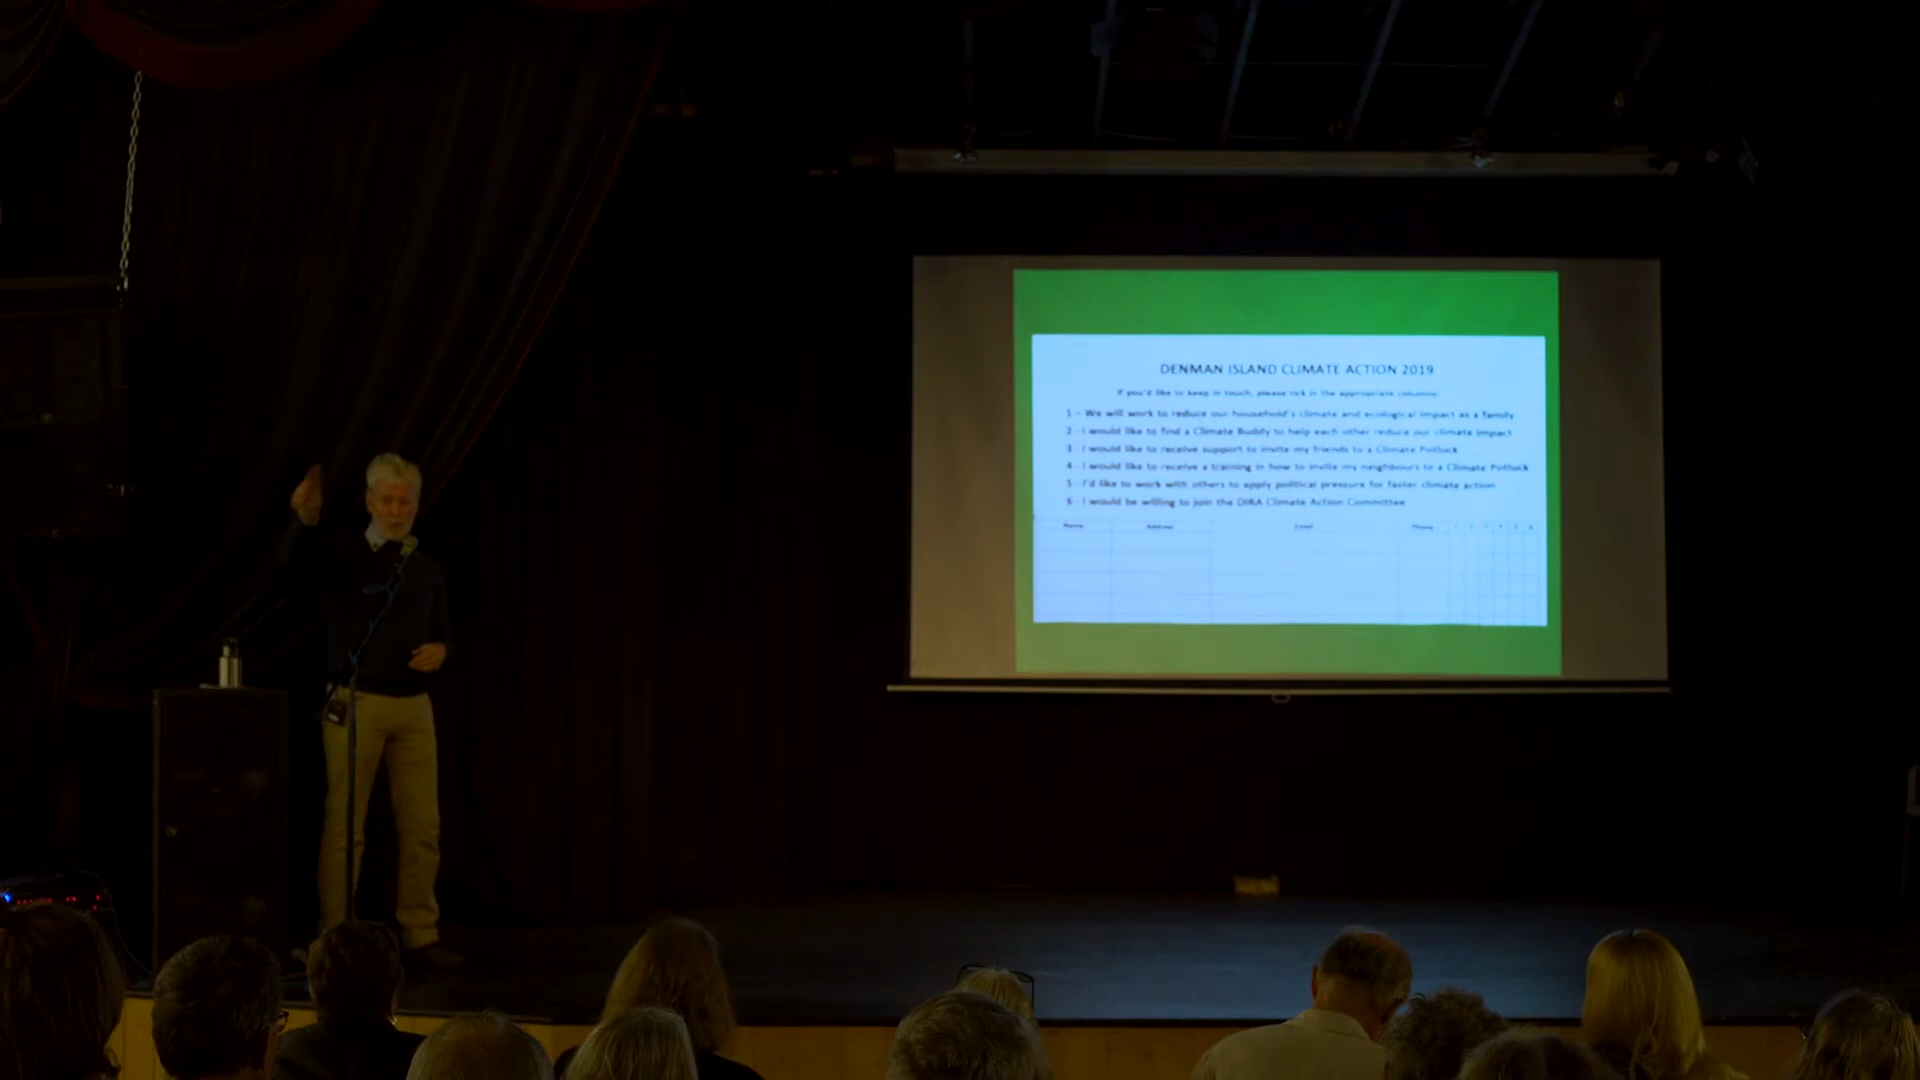 DENMAN ISLAND CLIMATE ACTION 2019
If you'd like to keep in touch, please tick in the appropriate columns:
1 - We will work to reduce our household's climate and ecological impact as a family
2 - I would like to find a Climate Buddy to help each other reduce our climate impact
3 - I would like to receive support to invite my friends to a Climate Potluck
4 - I would like to receive a training in how to invite my neighbours to a Climate Potluck
5 - I'd like to work with others to apply political pressure for faster climate action
6 - I would be willing to join the DIRA Climate Action Committee
Name Address Email Phone